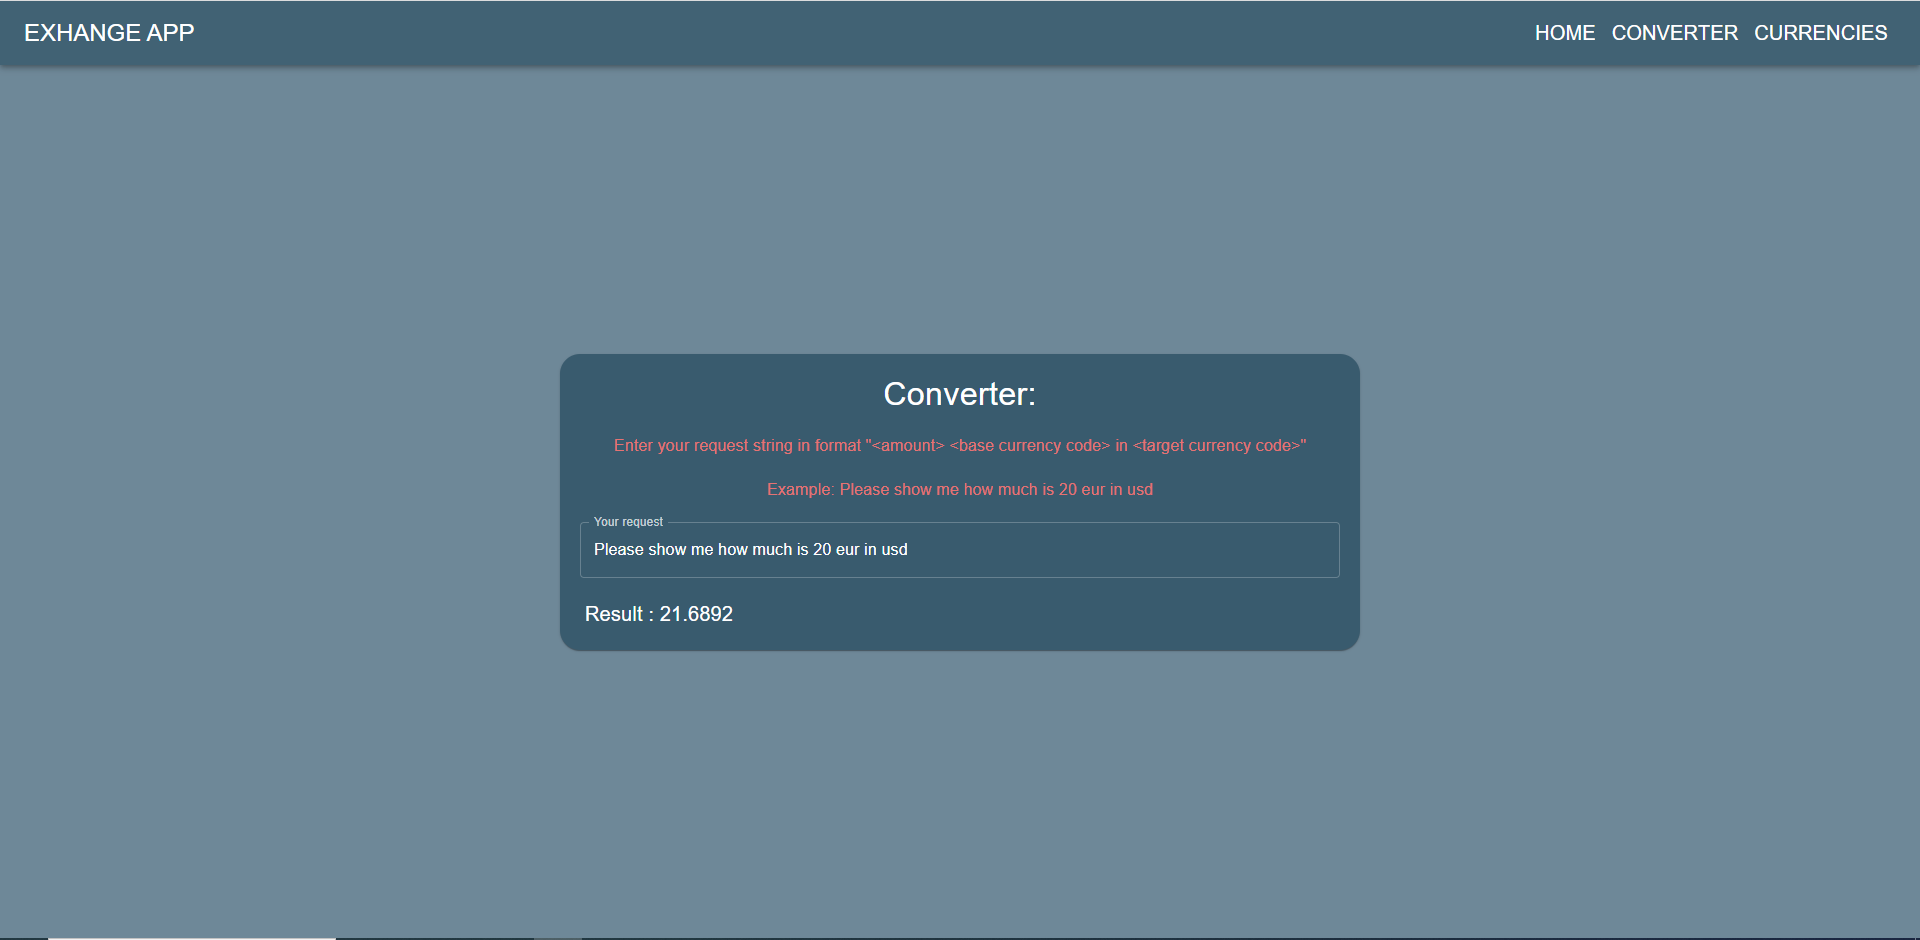 EXHANGE APP
HOME CONVERTER CURRENCIES
Converter:
Enter your request string in format "<amount> <base currency code> in <target currency code>"
Example: Please show me how much is 20 eur in usd
Your request
Please show me how much is 20 eur in usd
Result : 21.6892